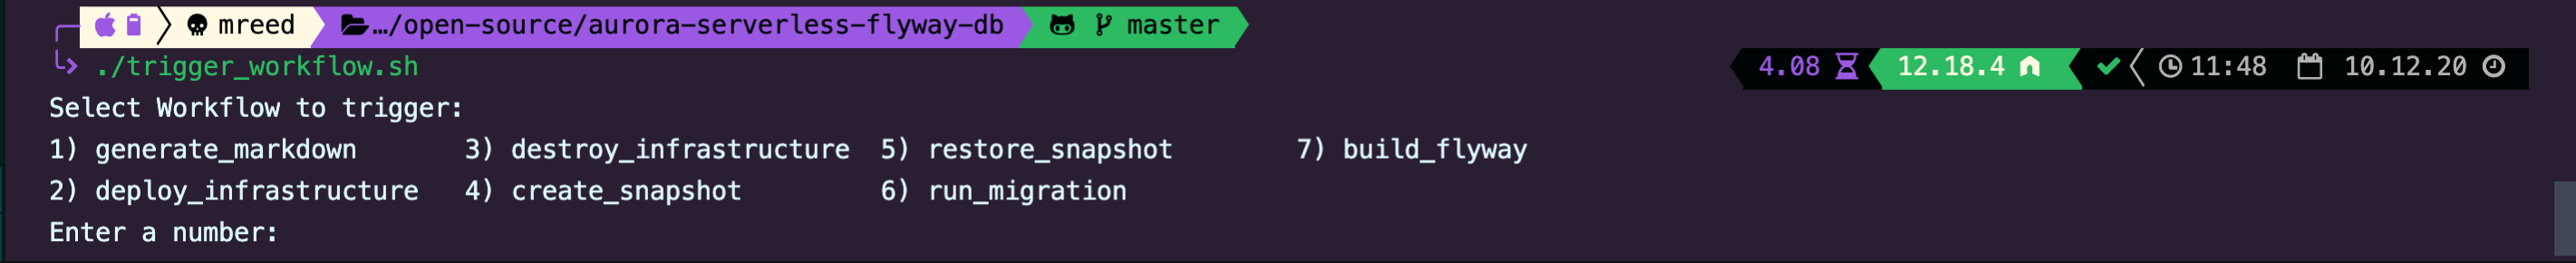 mreed …/open-source/aurora-serverless-flyway-db master
./trigger_workflow.sh 4.08 12.18.4 11:48 10.12.20
Select Workflow to trigger:
1) generate_markdown 3) destroy_infrastructure 5) restore_snapshot 7) build_flyway
2) deploy_infrastructure 4) create_snapshot 6) run_migration
Enter a number: